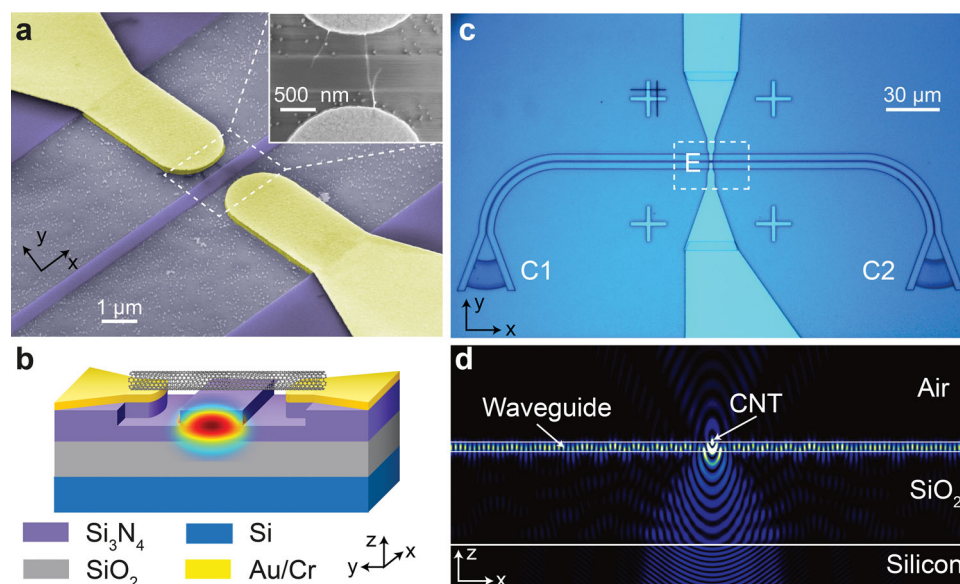 a
500 nm
y
x
1 µm
c
30 µm
E
C1
C2
y
x
b
Si₃N₄
Si
SiO₂
Au/Cr
z
y
x
d
Air
Waveguide
CNT
SiO₂
z
x
Silicon